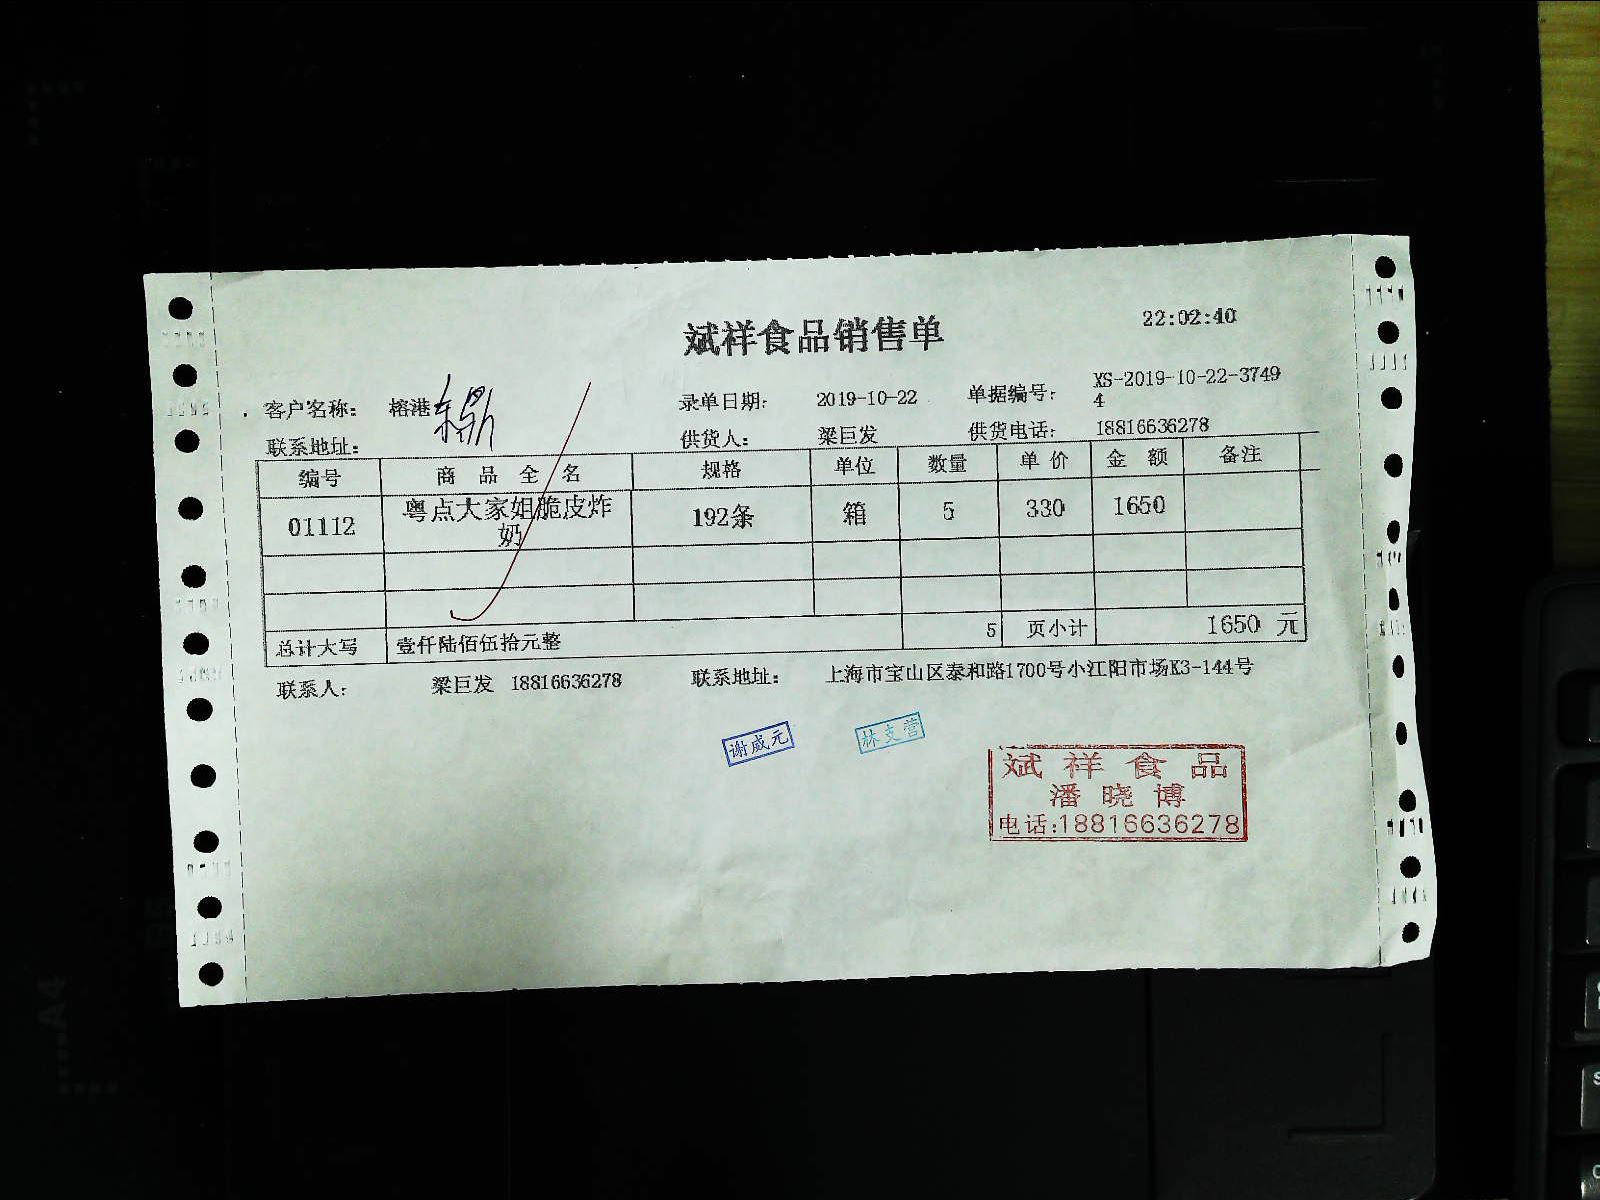 斌祥食品销售单
22:02:40
客户名称: 榕港 录单日期: 2019-10-22 单据编号: XS-2019-10-22-3749
4
联系地址: 供货人: 梁巨发 供货电话: 18816636278
编号 商品全名 规格 单位 数量 单价 金额 备注
01112 粤点大家姐脆皮炸 192条 箱 5 330 1650
奶
总计大写 壹仟陆佰伍拾元整 5 页小计 1650 元
联系人: 梁巨发 18816636278 联系地址: 上海市宝山区泰和路1700号小江阳市场K3-144号
谢威元 林支营
斌祥食品
潘晓博
电话:18816636278
A4